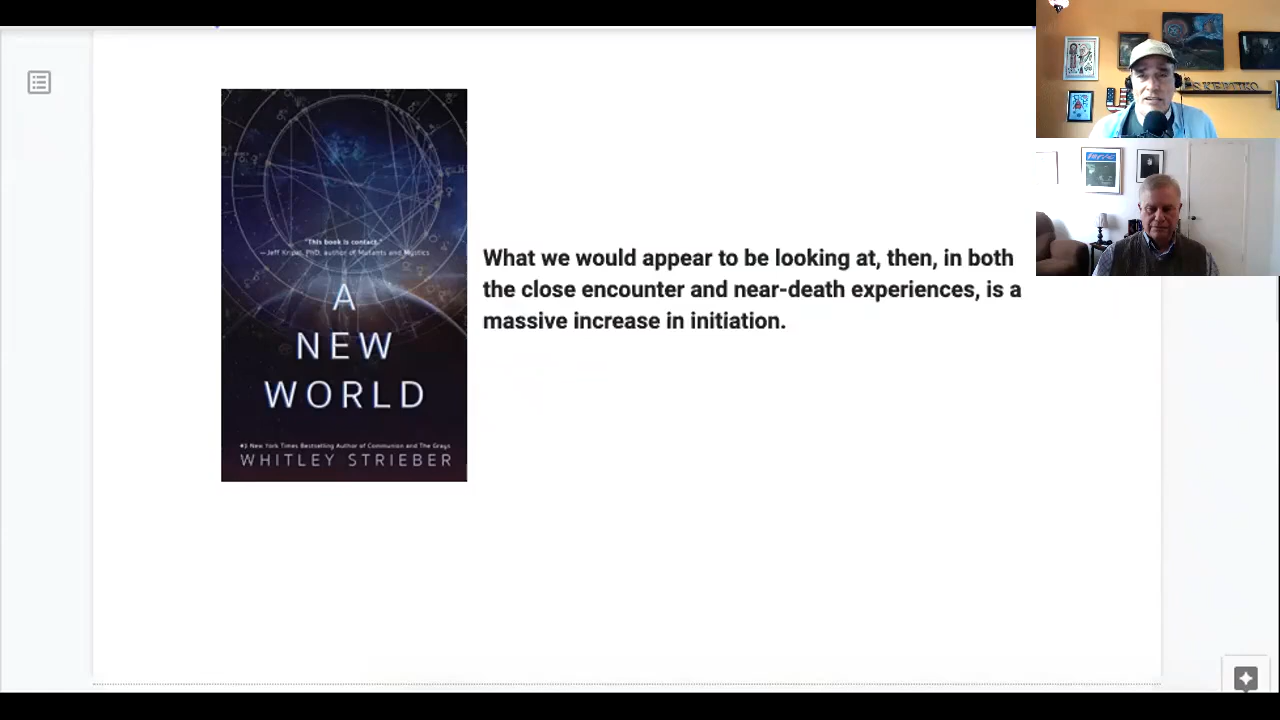 "This book is contact."
—Jeff Kripal, PhD, author of Mutants and Mystics
A
NEW
WORLD
#1 New York Times Bestselling Author of Communion and The Grays
WHITLEY STRIEBER
What we would appear to be looking at, then, in both
the close encounter and near-death experiences, is a
massive increase in initiation.